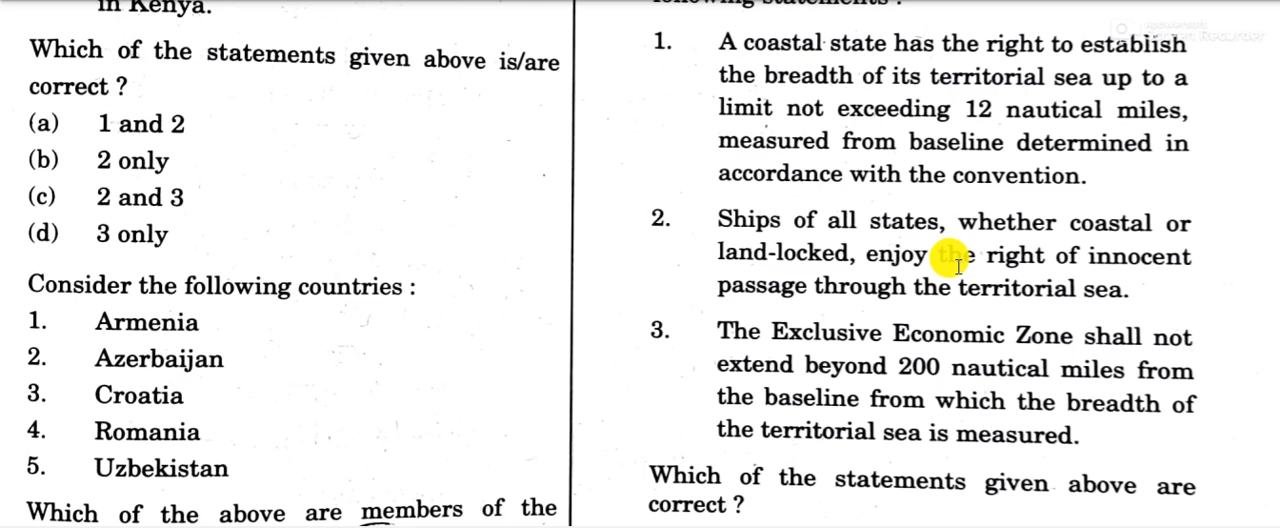 in Kenya.
Which of the statements given above is/are
correct ?
(a) 1 and 2
(b) 2 only
(c) 2 and 3
(d) 3 only
Consider the following countries :
1. Armenia
2. Azerbaijan
3. Croatia
4. Romania
5. Uzbekistan
Which of the above are members of the
following statements :
1. A coastal state has the right to establish
the breadth of its territorial sea up to a
limit not exceeding 12 nautical miles,
measured from baseline determined in
accordance with the convention.
2. Ships of all states, whether coastal or
land-locked, enjoy the right of innocent
passage through the territorial sea.
3. The Exclusive Economic Zone shall not
extend beyond 200 nautical miles from
the baseline from which the breadth of
the territorial sea is measured.
Which of the statements given above are
correct ?
Screen Recorder